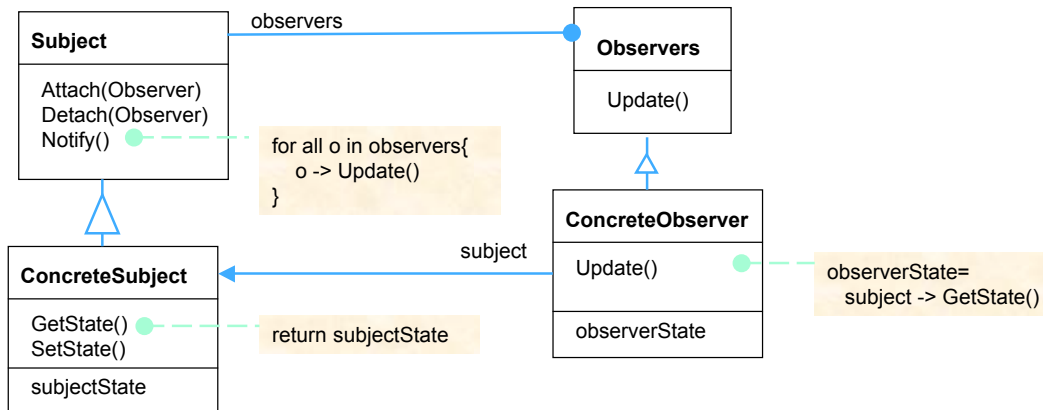 observers
Subject
Attach(Observer)
Detach(Observer)
Notify()
for all o in observers{
o -> Update()
}
Observers
Update()
subject
ConcreteSubject
GetState()
SetState()
subjectState
return subjectState
ConcreteObserver
Update()
observerState
observerState=
subject -> GetState()